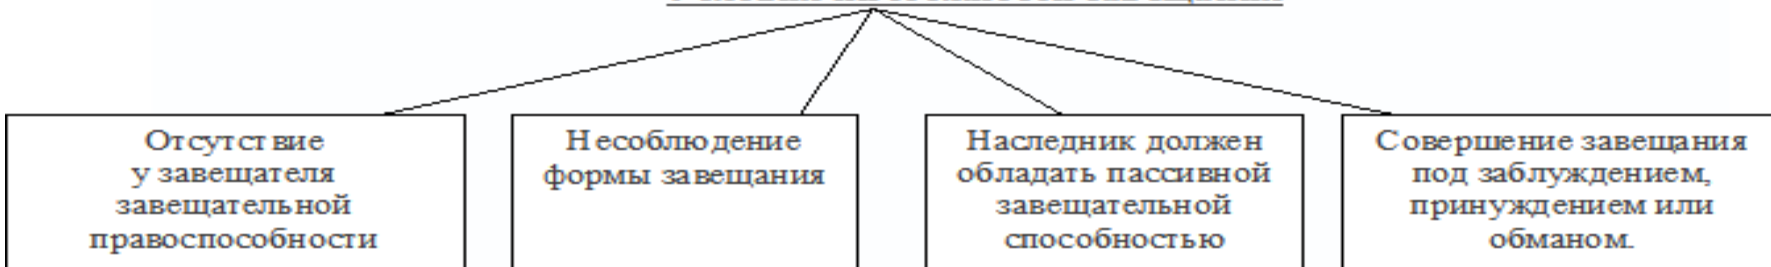 Отсутствие
у завещателя
завещательной
правоспособности
Несоблюдение
формы завещания
Наследник должен
обладать пассивной
завещательной
способностью
Совершение завещания
под заблуждением,
принуждением или
обманом.